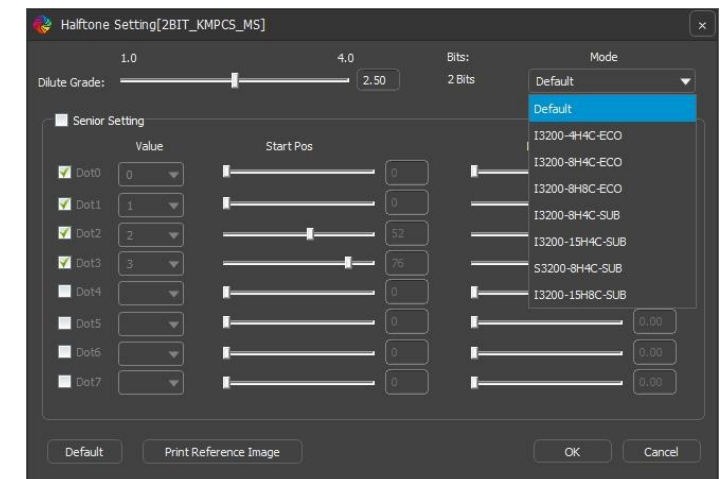 Halftone Setting[2BIT_KMPCS_MS]
1.0 4.0 Bits: Mode
Dilute Grade: 2.50 2 Bits Default
Default
Senior Setting
I3200-4H4C-ECO
Value Start Pos
I3200-8H4C-ECO
Dot0 0 0
I3200-8H8C-ECO
Dot1 1 0
I3200-8H4C-SUB
Dot2 2 52
I3200-15H4C-SUB
Dot3 3 76
S3200-8H4C-SUB
Dot4 0
I3200-15H8C-SUB
Dot5 0 0.00
Dot6 0 0.00
Dot7 0 0.00
Default Print Reference Image OK Cancel